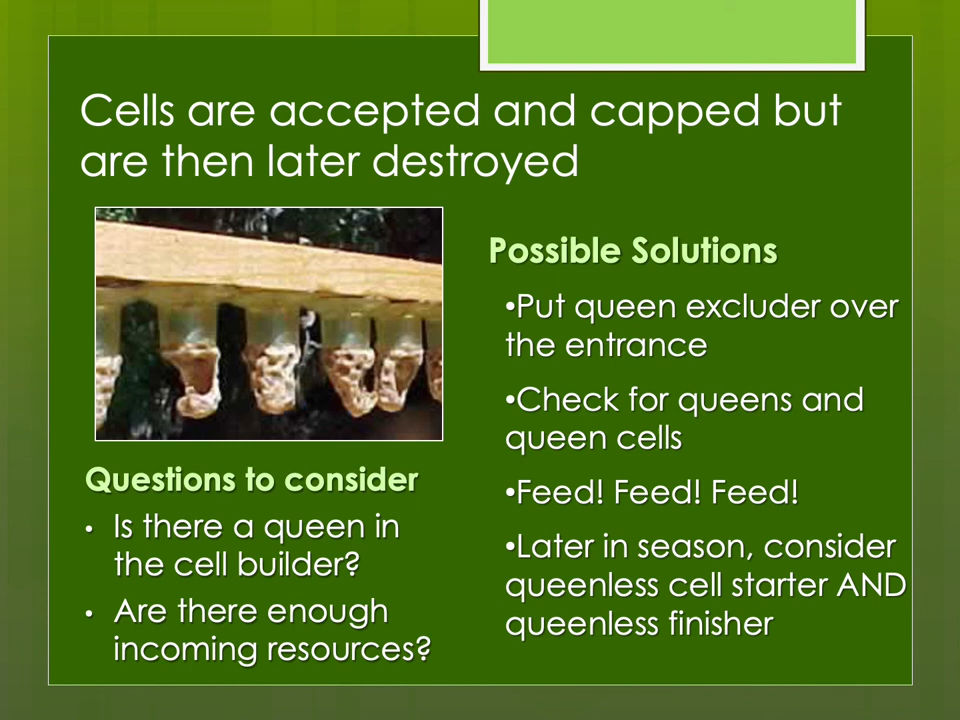 Cells are accepted and capped but
are then later destroyed
Questions to consider
• Is there a queen in
the cell builder?
• Are there enough
incoming resources?
Possible Solutions
•Put queen excluder over
the entrance
•Check for queens and
queen cells
•Feed! Feed! Feed!
•Later in season, consider
queenless cell starter AND
queenless finisher